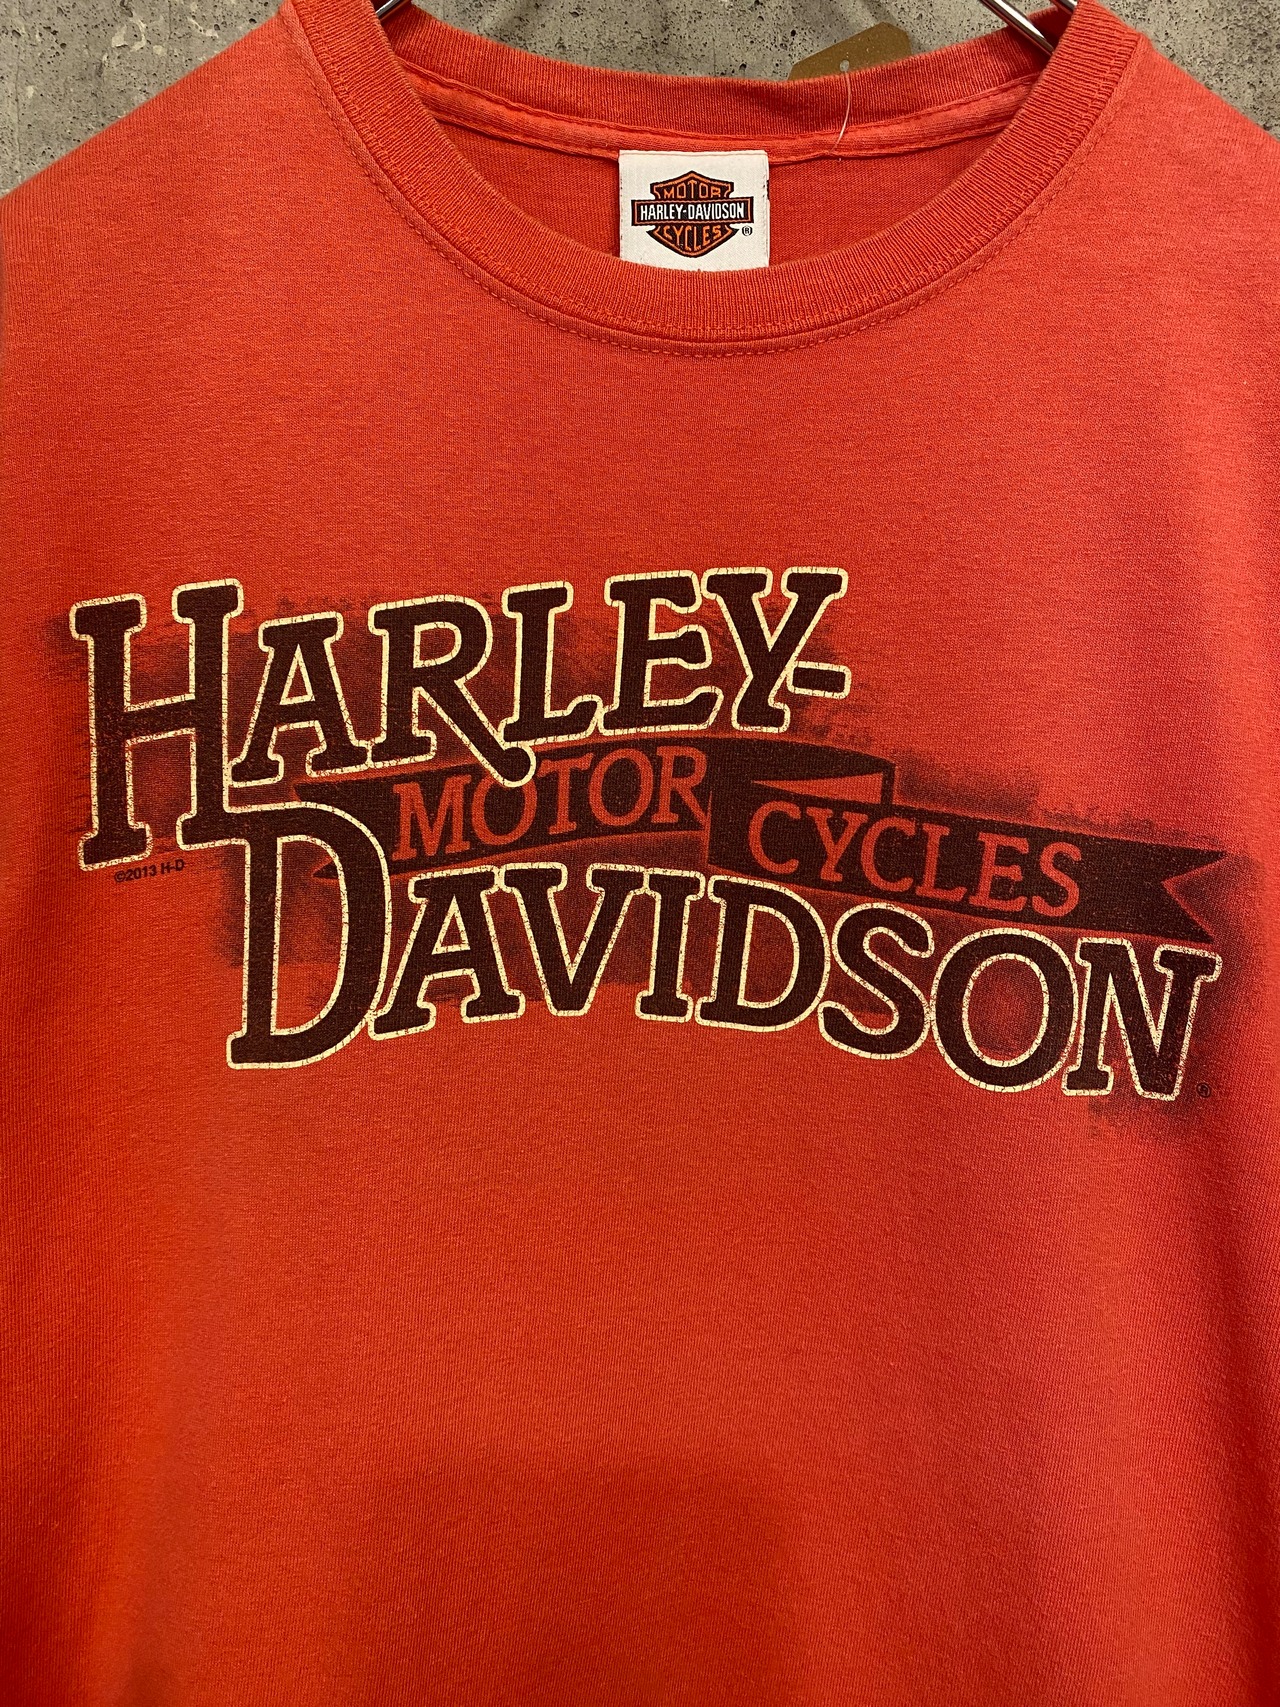 MOTOR
HARLEY-DAVIDSON
CYCLES
®
HARLEY-
MOTOR CYCLES
©2013 H-D
DAVIDSON
®